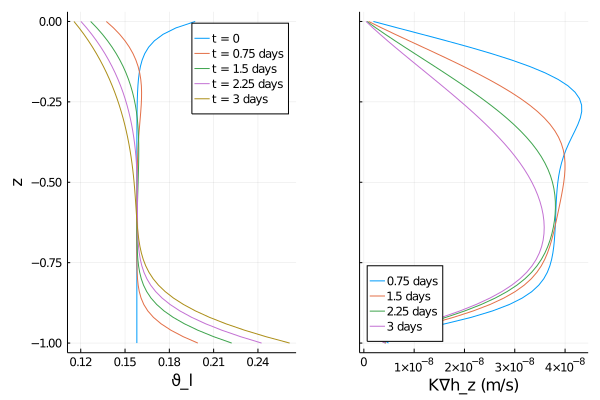 0.00
−0.25
−0.50
−0.75
−1.00
z
t = 0
t = 0.75 days
t = 1.5 days
t = 2.25 days
t = 3 days
0.12 0.15 0.18 0.21 0.24
ϑ_l
0.75 days
1.5 days
2.25 days
3 days
0 1×10⁻⁸ 2×10⁻⁸ 3×10⁻⁸ 4×10⁻⁸
K∇h_z (m/s)